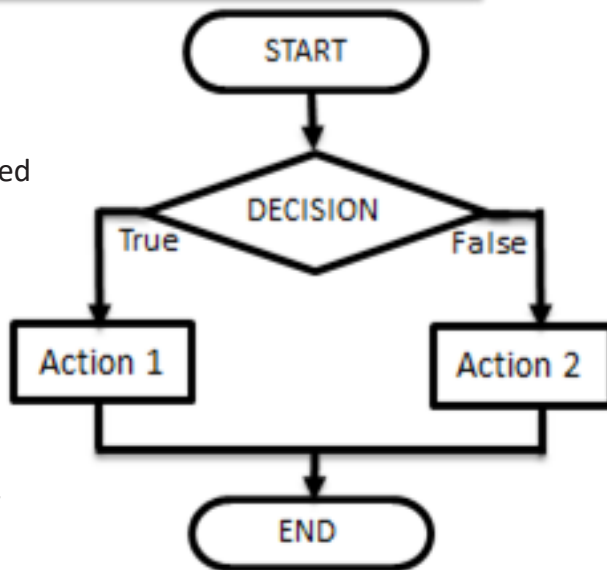 START
ed
DECISION
True
False
Action 1
Action 2
END